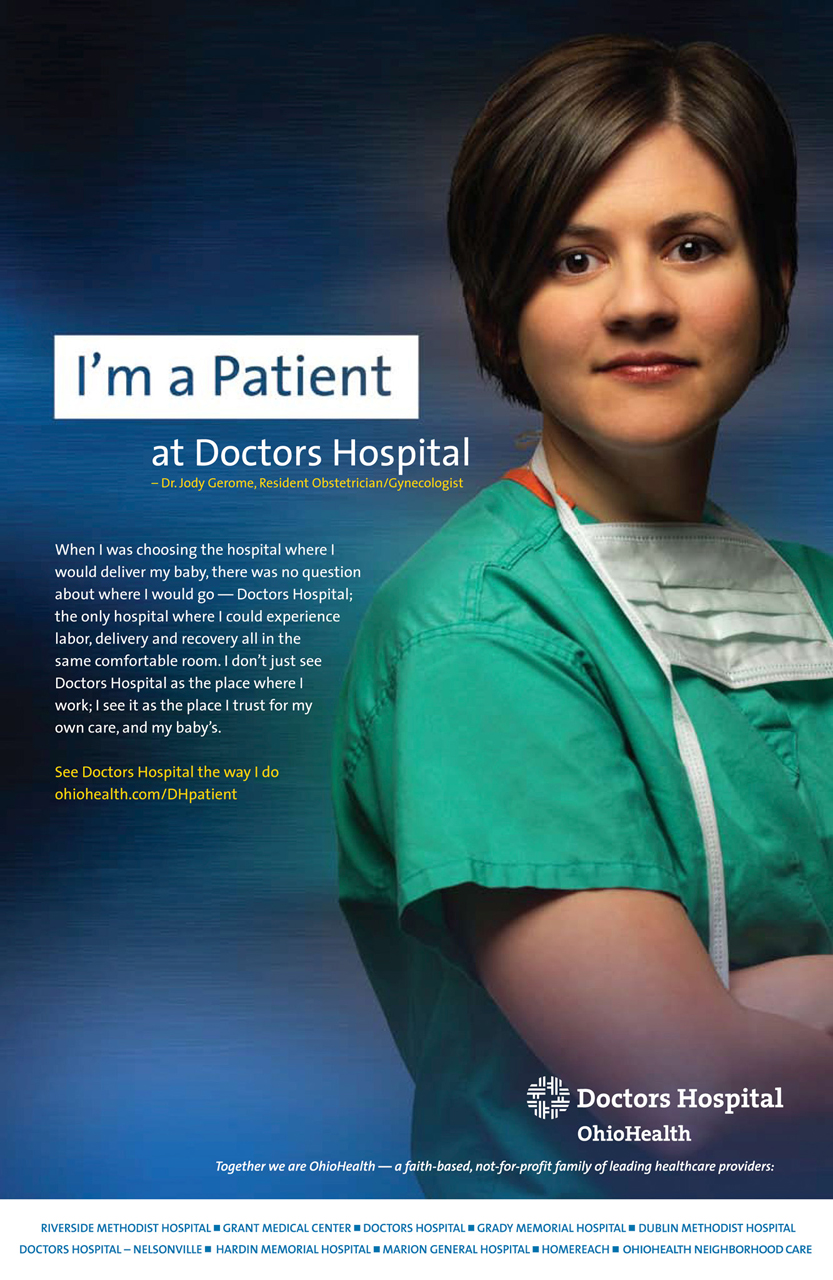 I'm a Patient
at Doctors Hospital
– Dr. Jody Gerome, Resident Obstetrician/Gynecologist
When I was choosing the hospital where I
would deliver my baby, there was no question
about where I would go — Doctors Hospital;
the only hospital where I could experience
labor, delivery and recovery all in the
same comfortable room. I don't just see
Doctors Hospital as the place where I
work; I see it as the place I trust for my
own care, and my baby's.
See Doctors Hospital the way I do
ohiohealth.com/DHpatient
Doctors Hospital
OhioHealth
Together we are OhioHealth — a faith-based, not-for-profit family of leading healthcare providers:
RIVERSIDE METHODIST HOSPITAL ■ GRANT MEDICAL CENTER ■ DOCTORS HOSPITAL ■ GRADY MEMORIAL HOSPITAL ■ DUBLIN METHODIST HOSPITAL
DOCTORS HOSPITAL – NELSONVILLE ■ HARDIN MEMORIAL HOSPITAL ■ MARION GENERAL HOSPITAL ■ HOMEREACH ■ OHIOHEALTH NEIGHBORHOOD CARE